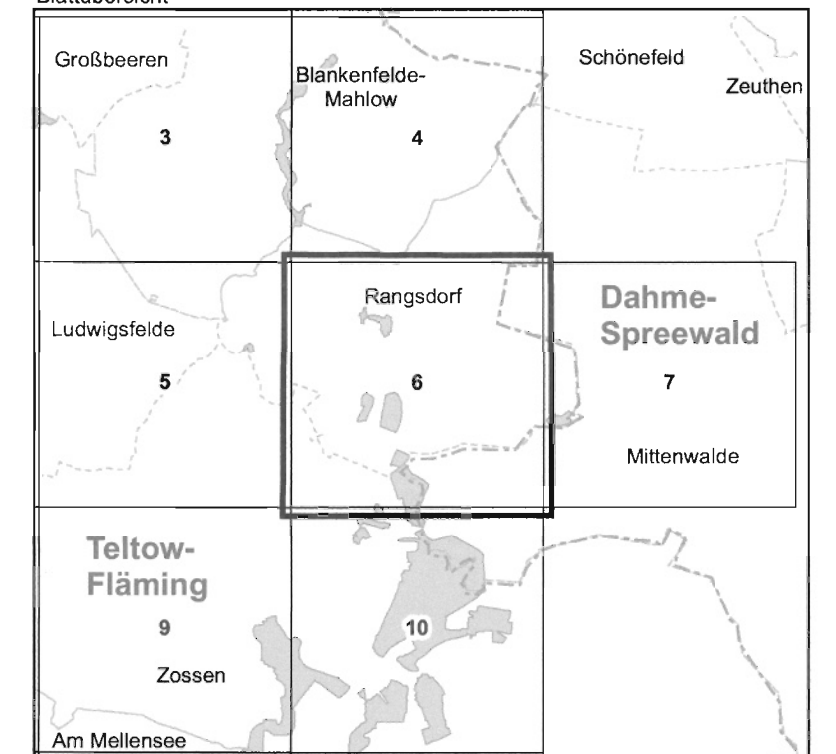 Blattübersicht
Großbeeren
Schönefeld
Blankenfelde-
Mahlow
Zeuthen
3
4
Rangsdorf
Dahme-
Spreewald
Ludwigsfelde
5
6
7
Mittenwalde
Teltow-
Fläming
9
10
Zossen
Am Mellensee